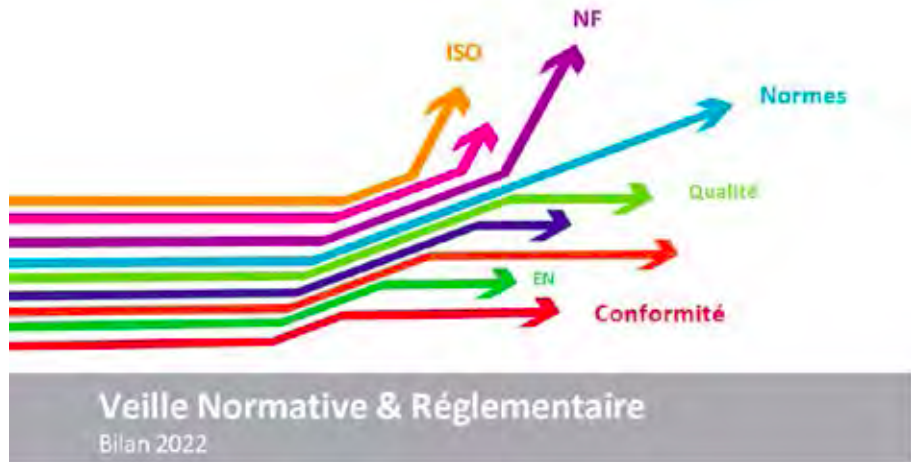 NF
ISO
Normes
Qualité
EN
Conformité
Veille Normative & Réglementaire
Bilan 2022